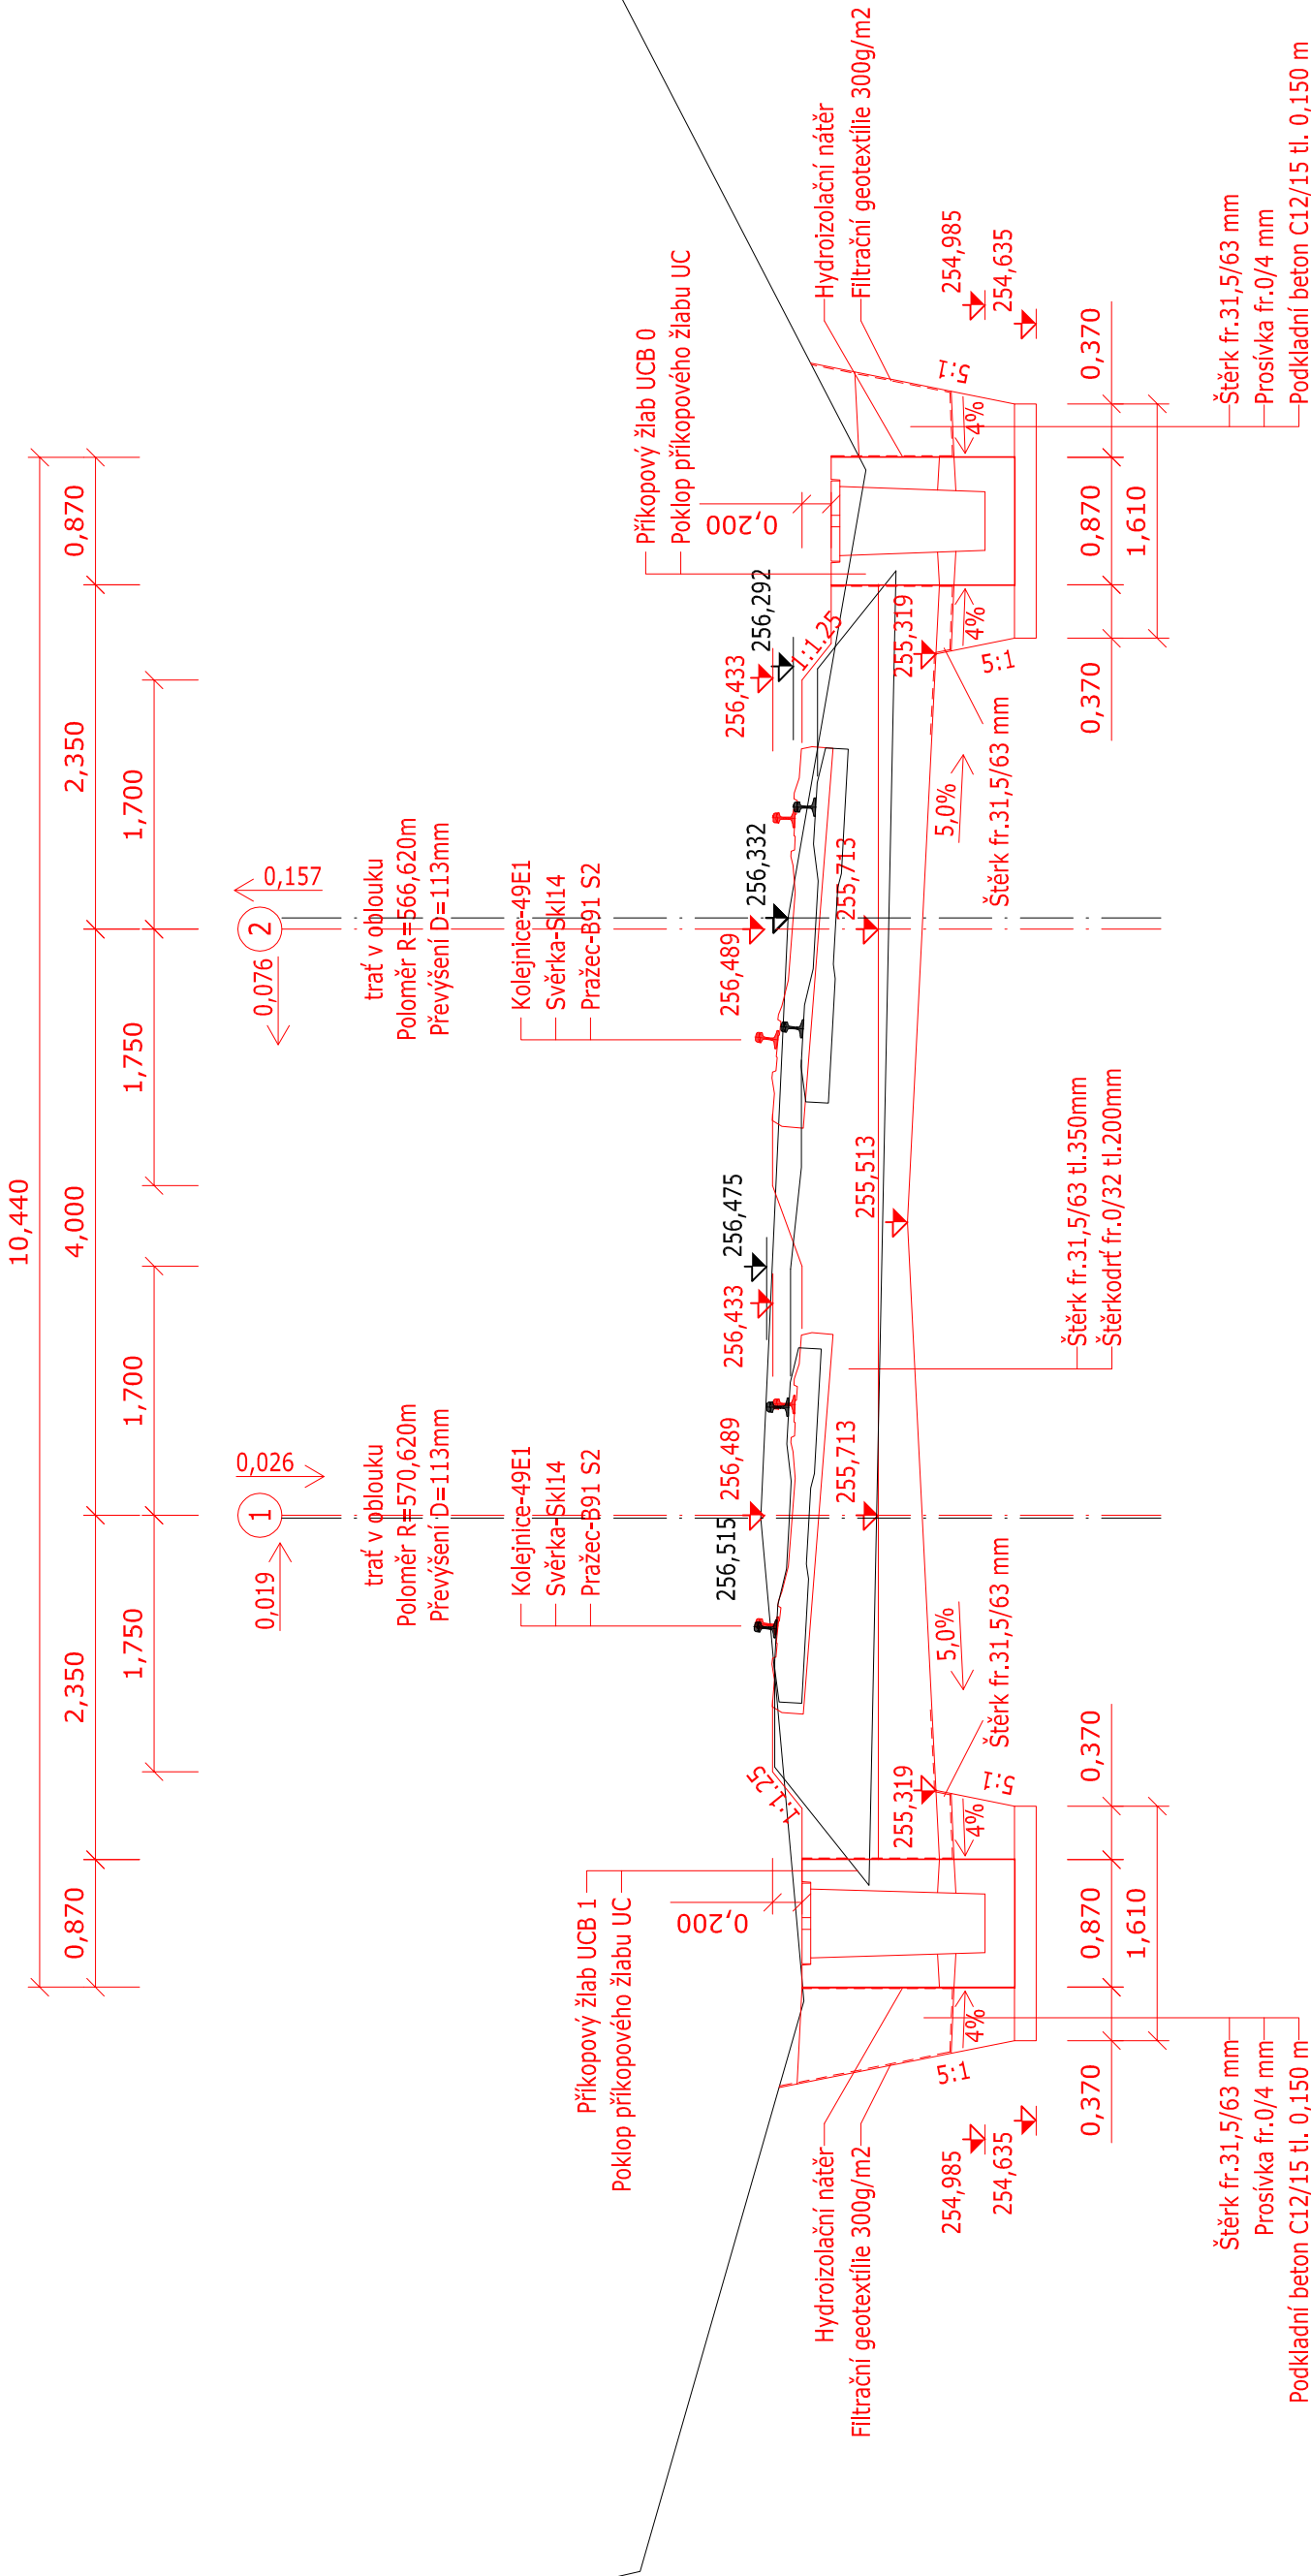 10,440
0,870
2,350
4,000
2,350
0,870
1,750
1,700
1,750
1,700
0,019
1
0,026
0,076
2
0,157
trať v oblouku
Poloměr R=570,620m
Převýšení D=113mm
trať v oblouku
Poloměr R=566,620m
Převýšení D=113mm
Kolejnice-49E1
Svěrka-Skl14
Pražec-B91 S2
Kolejnice-49E1
Svěrka-Skl14
Pražec-B91 S2
Příkopový žlab UCB 1
Poklop příkopového žlabu UC
Příkopový žlab UCB 0
Poklop příkopového žlabu UC
0,200
0,200
1:1.25
1:1.25
256,515
256,489
256,433
256,475
256,489
256,332
256,433
256,292
255,713
255,513
255,713
255,319
255,319
Hydroizolační nátěr
Filtrační geotextílie 300g/m2
Hydroizolační nátěr
Filtrační geotextílie 300g/m2
254,985
254,635
254,985
254,635
5:1
4%
4%
5:1
5,0%
5,0%
5:1
4%
4%
5:1
Štěrk fr.31,5/63 mm
Štěrk fr.31,5/63 mm
0,370
0,870
0,370
1,610
0,370
0,870
0,370
1,610
Štěrk fr.31,5/63 tl.350mm
Štěrkodrť fr.0/32 tl.200mm
Štěrk fr.31,5/63 mm
Prosívka fr.0/4 mm
Podkladní beton C12/15 tl. 0,150 m
Štěrk fr.31,5/63 mm
Prosívka fr.0/4 mm
Podkladní beton C12/15 tl. 0,150 m